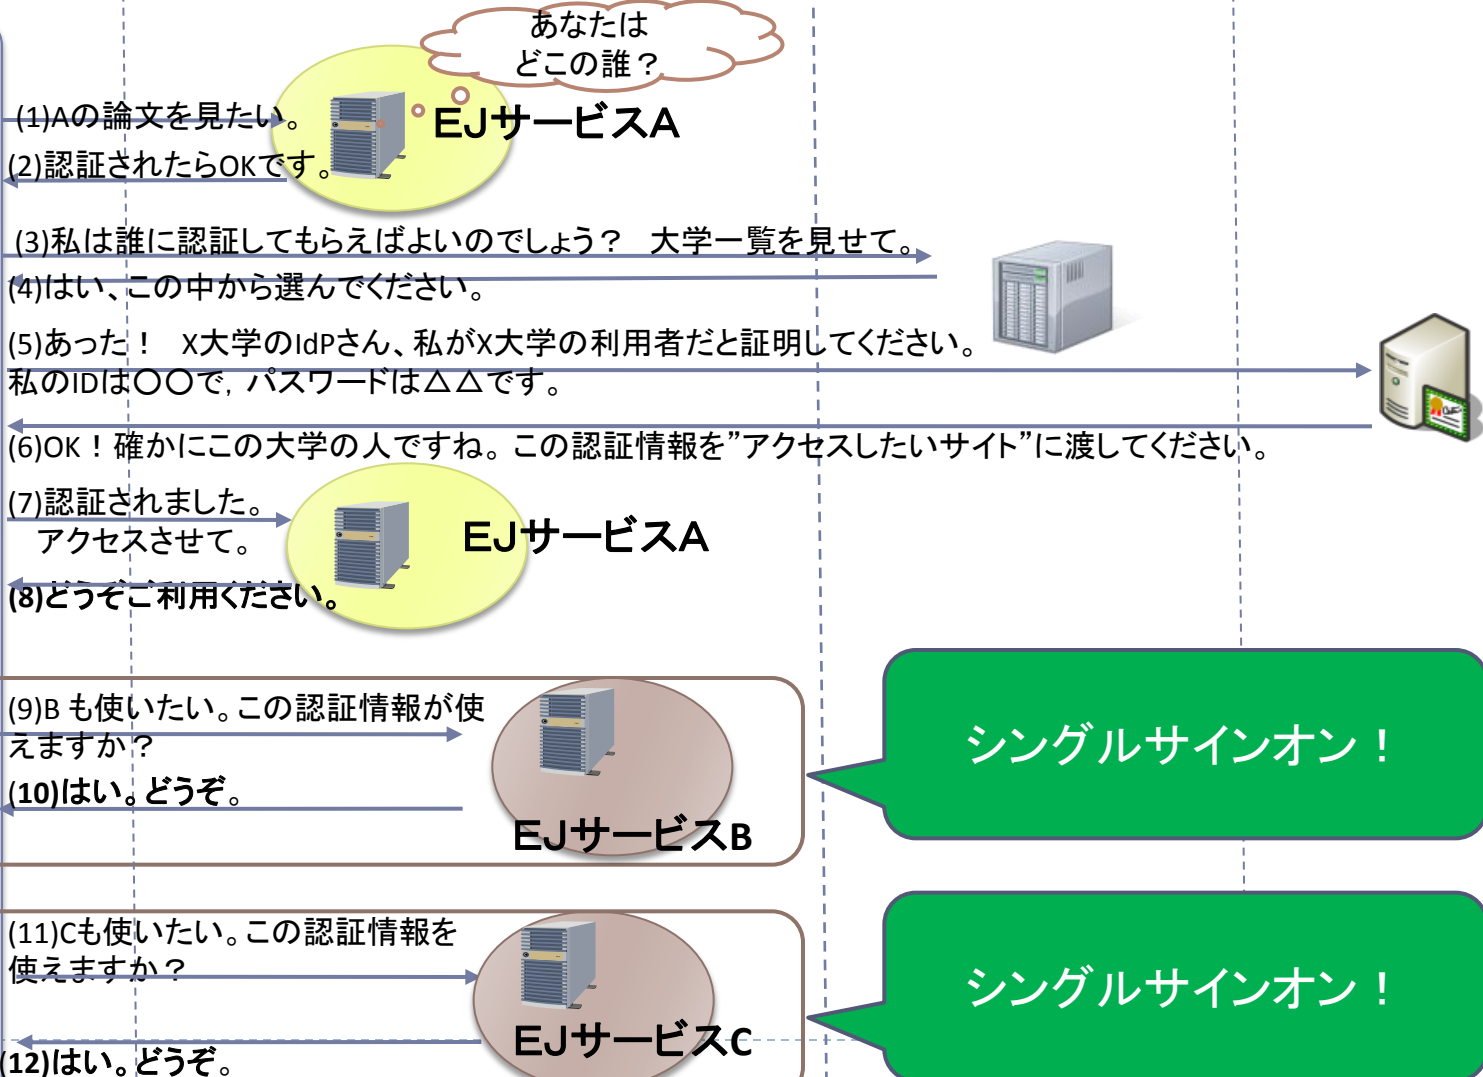 あなたは
どこの誰？
(1)Aの論文を見たい。
EJサービスA
(2)認証されたらOKです。
(3)私は誰に認証してもらえばよいのでしょう？　大学一覧を見せて。
(4)はい、この中から選んでください。
(5)あった！　X大学のIdPさん、私がX大学の利用者だと証明してください。
私のIDは〇〇で，パスワードは△△です。
(6)OK！確かにこの大学の人ですね。この認証情報を”アクセスしたいサイト”に渡してください。
(7)認証されました。
アクセスさせて。
EJサービスA
(8)どうぞご利用ください。
(9)B も使いたい。この認証情報が使
えますか？
(10)はい。どうぞ。
EJサービスB
シングルサインオン！
(11)Cも使いたい。この認証情報を
使えますか？
EJサービスC
(12)はい。どうぞ。
シングルサインオン！